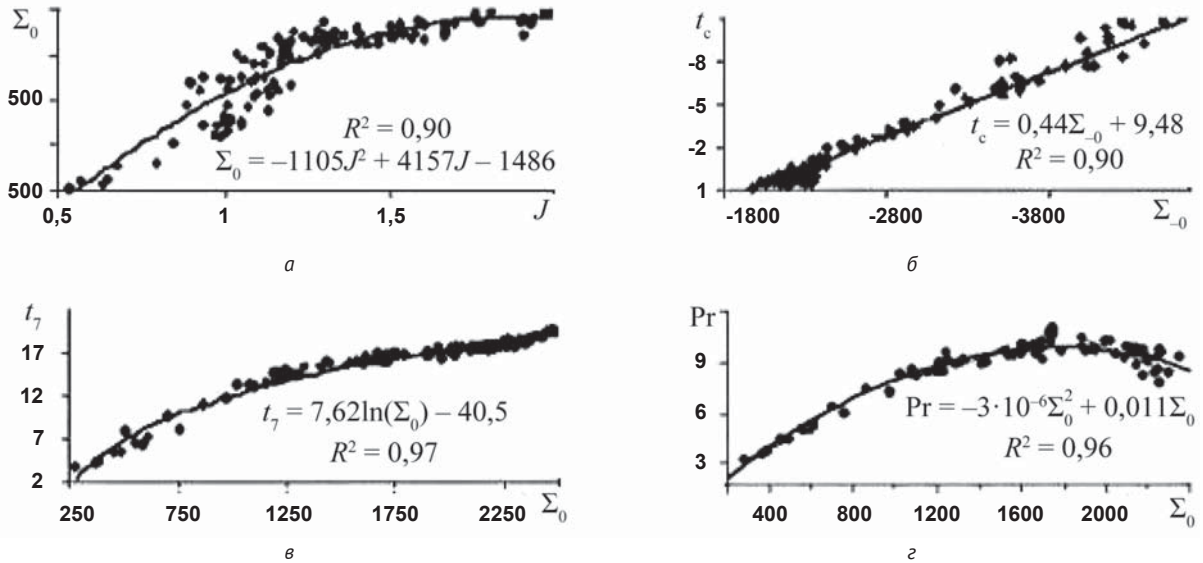 Σ₀
500
500
0,5 1 1,5 J
R² = 0,90
Σ₀ = –1105J² + 4157J – 1486
а
t_c
-8
-5
-2
1
-1800 -2800 -3800 Σ₋₀
t_c = 0,44Σ₋₀ + 9,48
R² = 0,90
б
t₇
17
12
7
2
250 750 1250 1750 2250 Σ₀
t₇ = 7,62ln(Σ₀) – 40,5
R² = 0,97
в
Pr
9
6
3
400 800 1200 1600 2000 Σ₀
Pr = –3·10⁻⁶Σ₀² + 0,011Σ₀
R² = 0,96
г